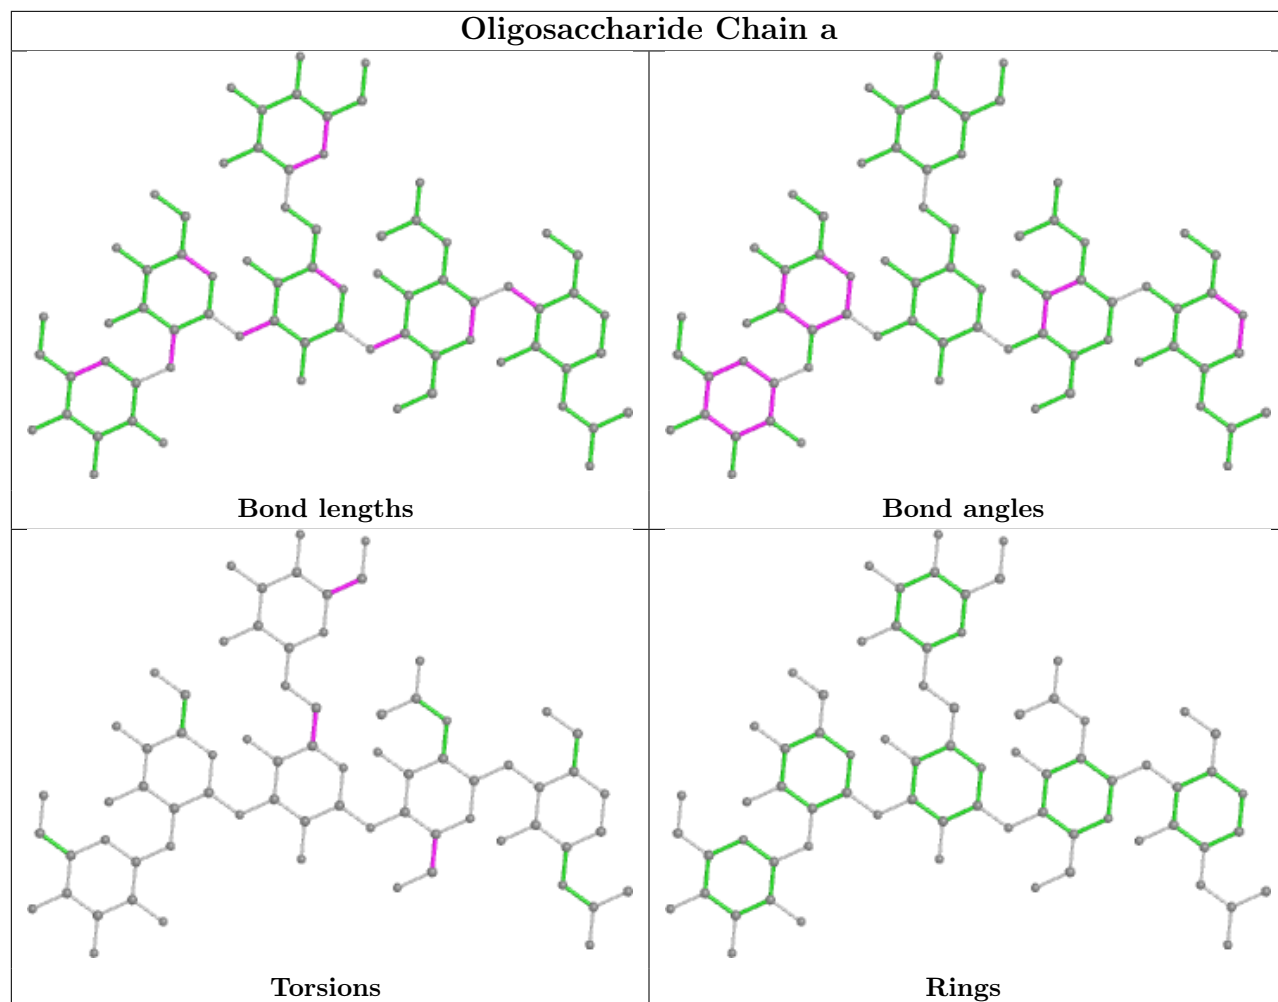 Oligosaccharide Chain a
Bond lengths
Bond angles
Torsions
Rings